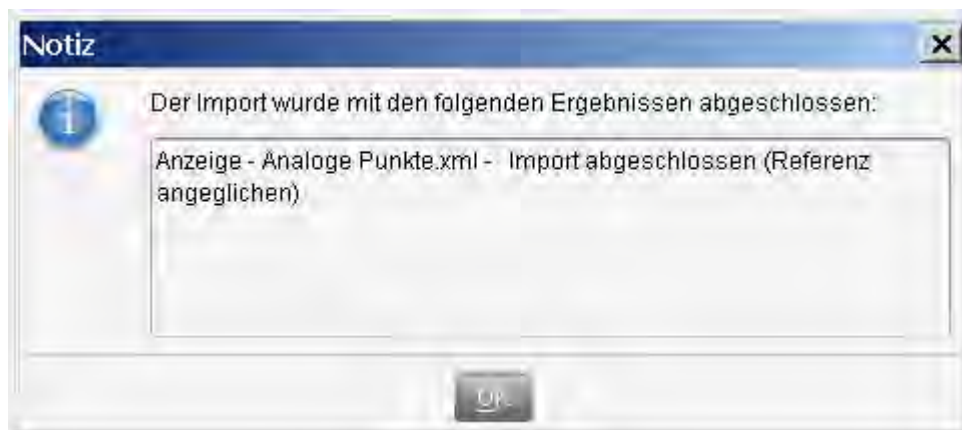 Notiz
Der Import wurde mit den folgenden Ergebnissen abgeschlossen:
Anzeige - Analoge Punkte.xml - Import abgeschlossen (Referenz
angeglichen)
OK